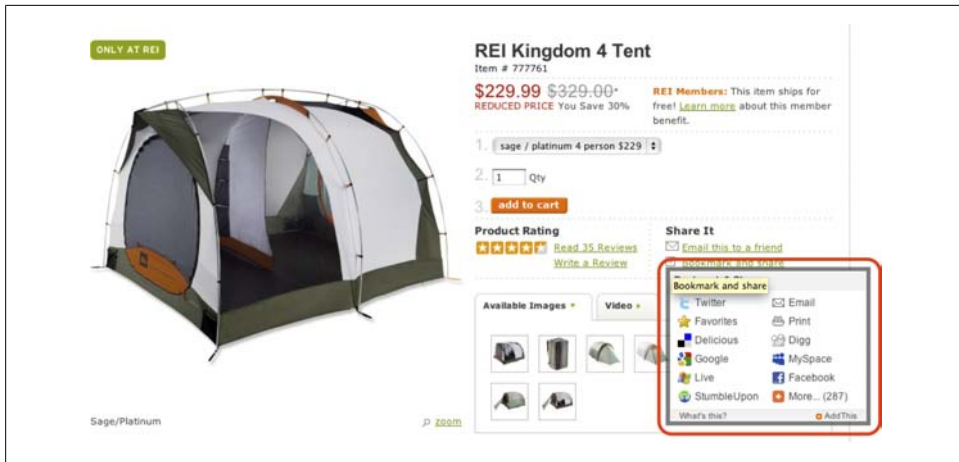 ONLY AT REI
REI Kingdom 4 Tent
Item # 777761
$229.99 $329.00*
REDUCED PRICE You Save 30%
REI Members: This item ships for
free! Learn more about this member
benefit.
1. sage / platinum 4 person $229
2. 1 Qty
3. add to cart
Product Rating
Read 35 Reviews
Write a Review
Share It
Email this to a friend
Bookmark and share
Bookmark and share
Available Images
Video
Twitter
Email
Favorites
Print
Delicious
Digg
Google
MySpace
Live
Facebook
StumbleUpon
More... (287)
What's this?
AddThis
Sage/Platinum
zoom